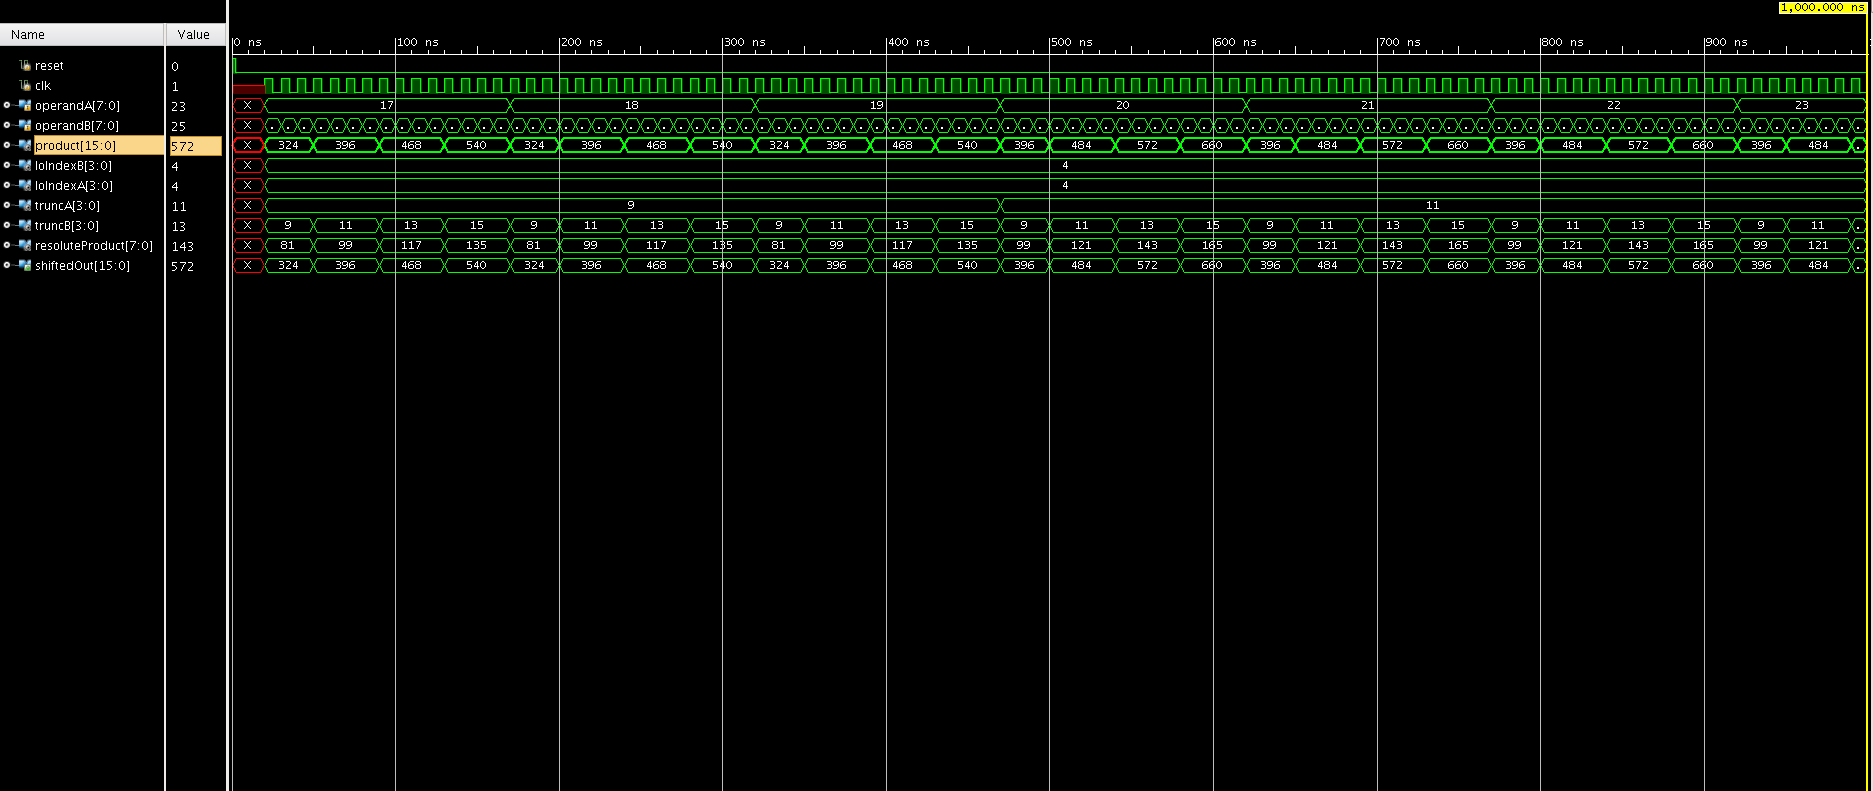 1,000.000 ns
Name Value
0 ns 100 ns 200 ns 300 ns 400 ns 500 ns 600 ns 700 ns 800 ns 900 ns
reset 0
clk 1
operandA[7:0] 23 X 17 18 19 20 21 22 23
operandB[7:0] 25 X
product[15:0] 572 X 324 396 468 540 324 396 468 540 324 396 468 540 396 484 572 660 396 484 572 660 396 484 572 660 396 484
loIndexB[3:0] 4 X 4
loIndexA[3:0] 4 X 4
truncA[3:0] 11 X 9 11
truncB[3:0] 13 X 9 11 13 15 9 11 13 15 9 11 13 15 9 11 13 15 9 11 13 15 9 11 13 15 9 11
resoluteProduct[7:0] 143 X 81 99 117 135 81 99 117 135 81 99 117 135 99 121 143 165 99 121 143 165 99 121 143 165 99 121
shiftedOut[15:0] 572 X 324 396 468 540 324 396 468 540 324 396 468 540 396 484 572 660 396 484 572 660 396 484 572 660 396 484